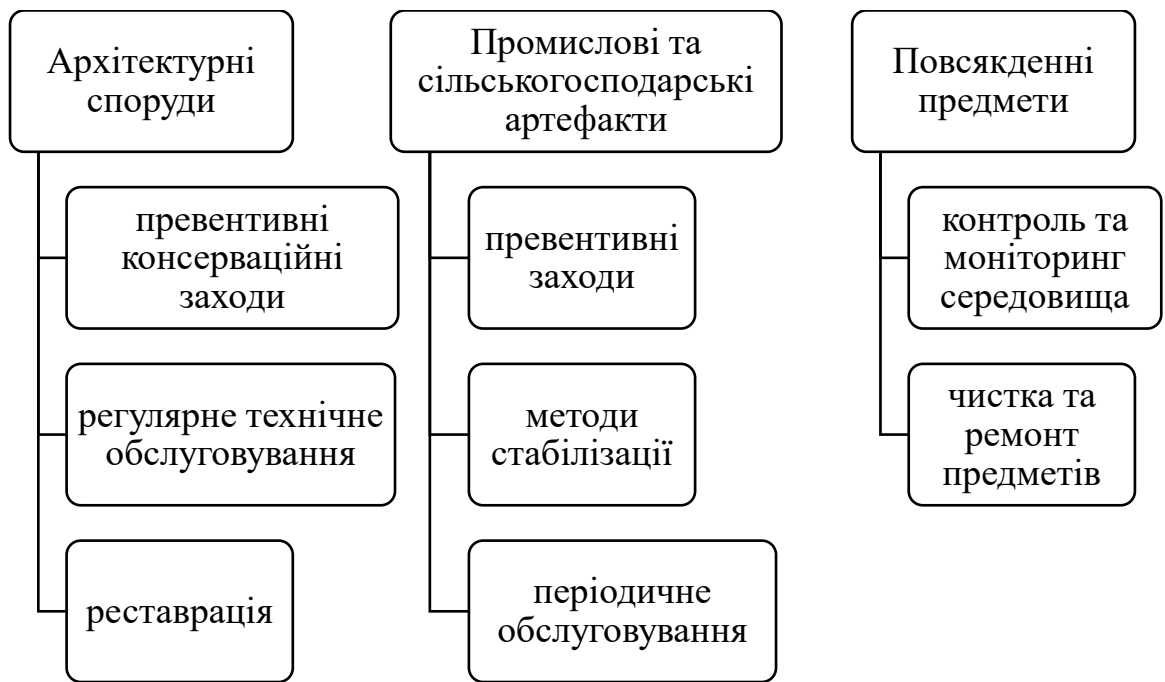 Архітектурні
споруди
превентивні
консерваційні
заходи
регулярне технічне
обслуговування
реставрація
Промислові та
сільськогосподарські
артефакти
превентивні
заходи
методи
стабілізації
періодичне
обслуговування
Повсякденні
предмети
контроль та
моніторинг
середовища
чистка та
ремонт
предметів